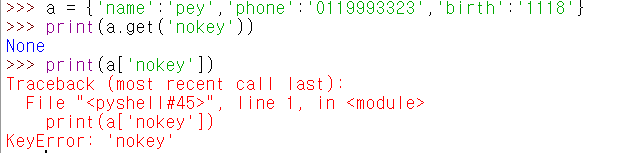 >>> a = {'name':'pey','phone':'0119993323','birth':'1118'}
>>> print(a.get('nokey'))
None
>>> print(a['nokey'])
Traceback (most recent call last):
  File "<pyshell#45>", line 1, in <module>
    print(a['nokey'])
KeyError: 'nokey'